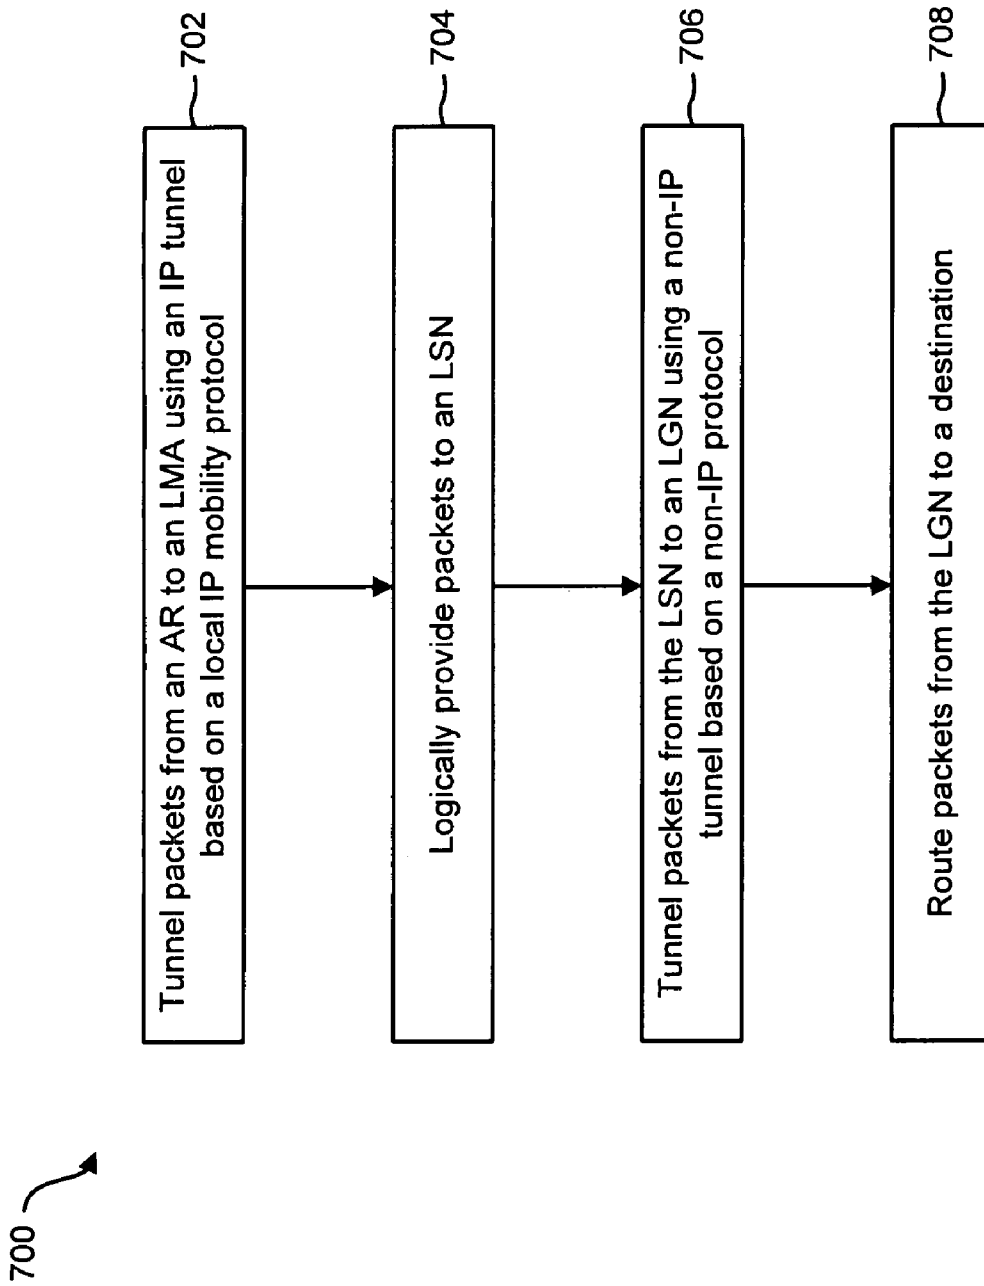 700
Tunnel packets from an AR to an LMA using an IP tunnel
based on a local IP mobility protocol
702
Logically provide packets to an LSN
704
Tunnel packets from the LSN to an LGN using a non-IP
tunnel based on a non-IP protocol
706
Route packets from the LGN to a destination
708